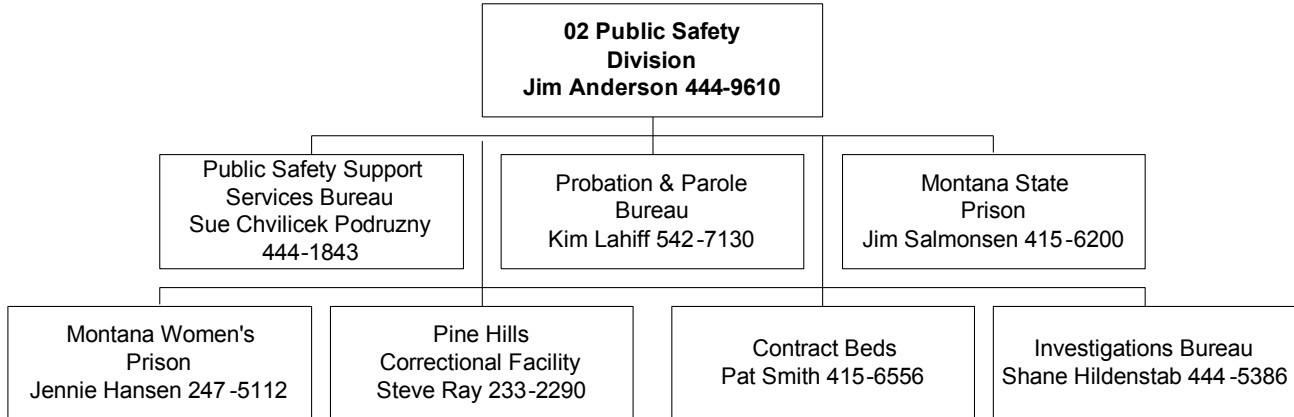 02 Public Safety
Division
Jim Anderson 444-9610
Public Safety Support
Services Bureau
Sue Chvilicek Podruzny
444-1843
Probation & Parole
Bureau
Kim Lahiff 542-7130
Montana State
Prison
Jim Salmonsen 415-6200
Montana Women's
Prison
Jennie Hansen 247-5112
Pine Hills
Correctional Facility
Steve Ray 233-2290
Contract Beds
Pat Smith 415-6556
Investigations Bureau
Shane Hildenstab 444-5386